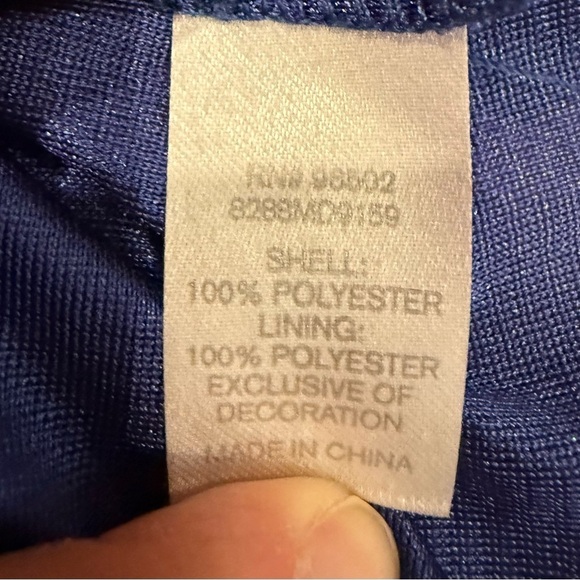 RN# 96502
8288MD9159
SHELL:
100% POLYESTER
LINING:
100% POLYESTER
EXCLUSIVE OF
DECORATION
MADE IN CHINA